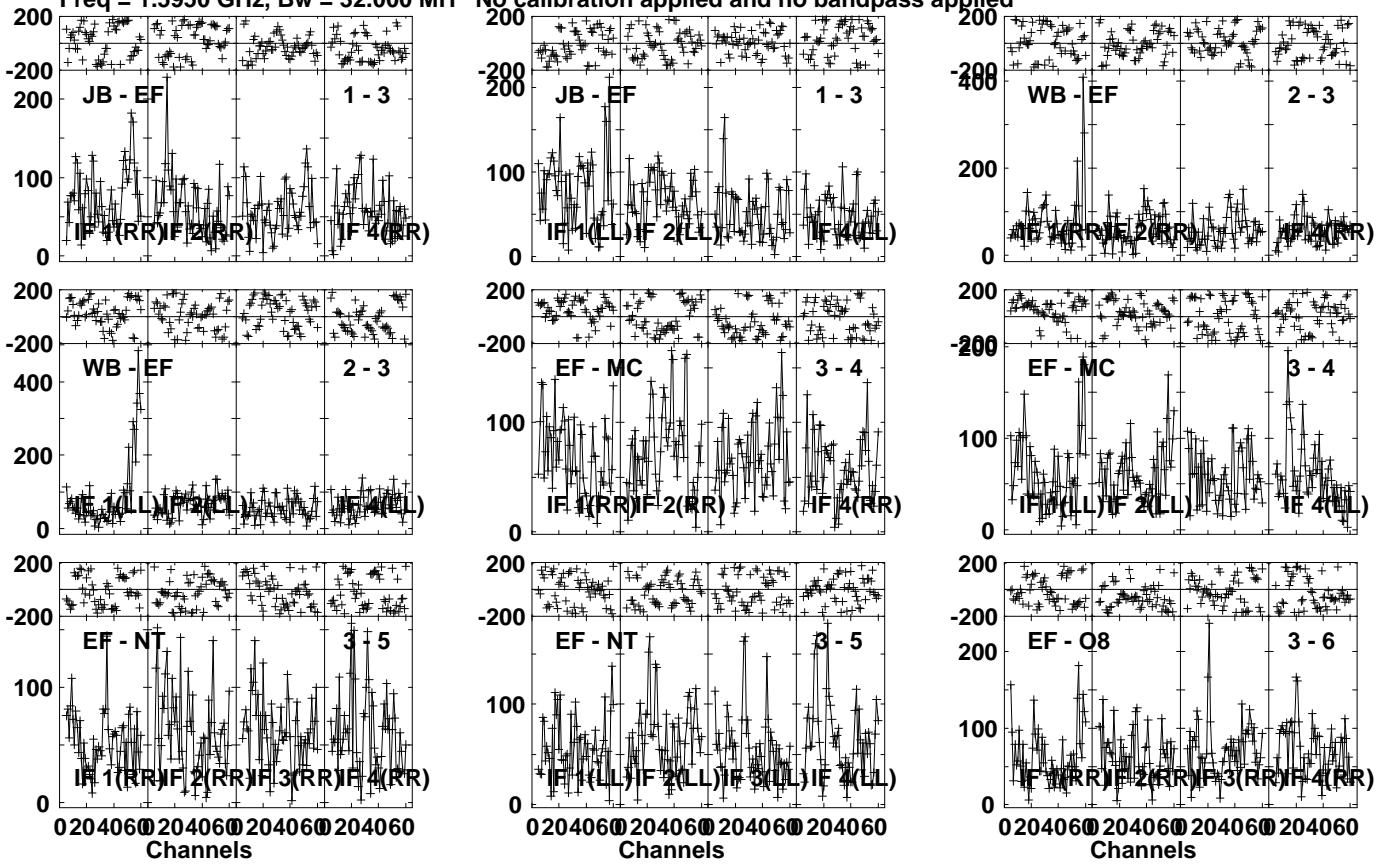 Freq = 1.5950 GHz, Bw = 32.000 MH No calibration applied and no bandpass applied
200
-200
JB - EF 1 - 3
200
100
0
IF 1(RR) IF 2(RR) IF 4(RR)
200
-200
JB - EF 1 - 3
200
100
0
IF 1(LL) IF 2(LL) IF 4(LL)
200
-200
WB - EF 2 - 3
400
200
0
IF 1(RR) IF 2(RR) IF 4(RR)
200
-200
WB - EF 2 - 3
400
200
0
IF 1(LL) IF 2(LL) IF 4(LL)
200
-200
EF - MC 3 - 4
100
0
IF 1(RR) IF 2(RR) IF 4(RR)
200
-200
EF - MC 3 - 4
200
100
0
IF 1(LL) IF 2(LL) IF 4(LL)
200
-200
EF - NT 3 - 5
100
0
IF 1(RR) IF 2(RR) IF 3(RR) IF 4(RR)
0 20 40 60 0 20 40 60 0 20 40 60 0 20 40 60
Channels
200
-200
EF - NT 3 - 5
100
0
IF 1(LL) IF 2(LL) IF 3(LL) IF 4(LL)
0 20 40 60 0 20 40 60 0 20 40 60 0 20 40 60
Channels
200
-200
EF - O8 3 - 6
200
100
0
IF 1(RR) IF 2(RR) IF 3(RR) IF 4(RR)
0 20 40 60 0 20 40 60 0 20 40 60 0 20 40 60
Channels